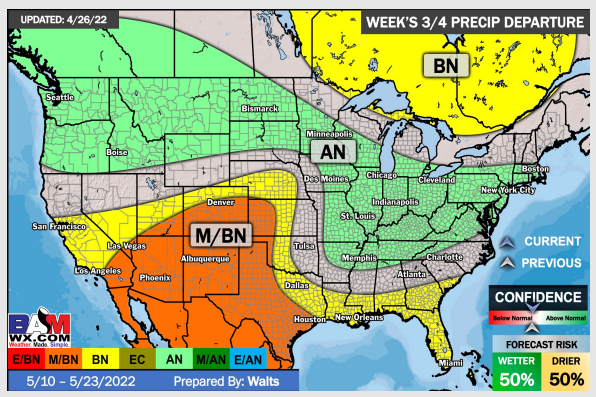 UPDATED: 4/26/22
WEEK'S 3/4 PRECIP DEPARTURE
BN
Seattle
Bismarck
Minneapolis
Boise
AN
Boston
Des Moines
Chicago
Cleveland
New York City
Denver
Indianapolis
St. Louis
San Francisco
M/BN
Las Vegas
Tulsa
Memphis
Charlotte
CURRENT
Albuquerque
Los Angeles
Phoenix
Atlanta
PREVIOUS
Dallas
CONFIDENCE
Houston
New Orleans
Below Normal
Above Normal
BAM
WX.COM
Weather. Made. Simple.
FORECAST RISK
Miami
E/BN
M/BN
BN
EC
AN
M/AN
E/AN
WETTER
DRIER
50%
50%
5/10 – 5/23/2022
Prepared By: Walts